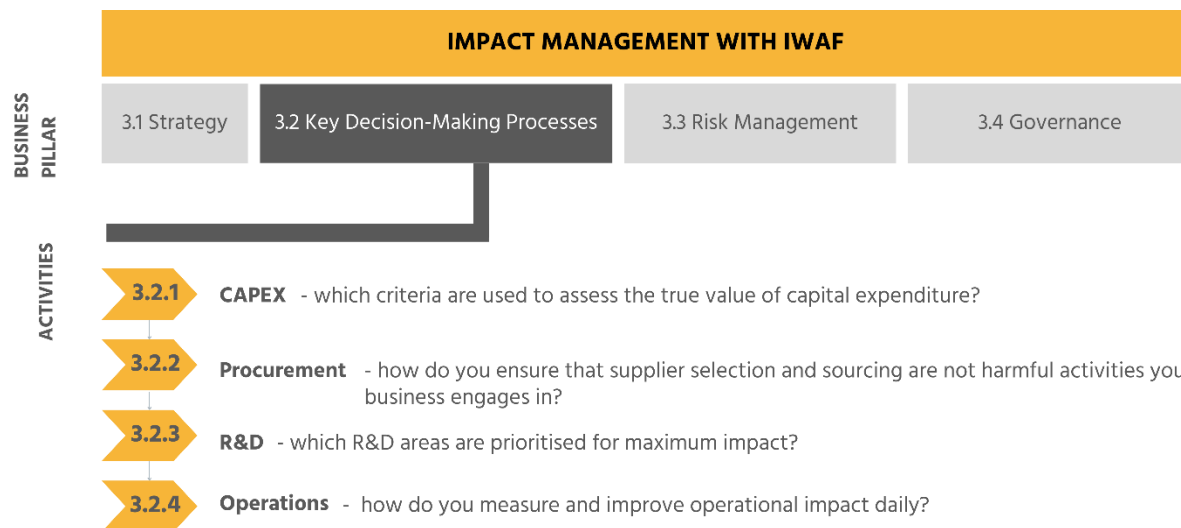 IMPACT MANAGEMENT WITH IWAF
BUSINESS
PILLAR
3.1 Strategy
3.2 Key Decision-Making Processes
3.3 Risk Management
3.4 Governance
ACTIVITIES
3.2.1 CAPEX - which criteria are used to assess the true value of capital expenditure?
3.2.2 Procurement - how do you ensure that supplier selection and sourcing are not harmful activities you
business engages in?
3.2.3 R&D - which R&D areas are prioritised for maximum impact?
3.2.4 Operations - how do you measure and improve operational impact daily?